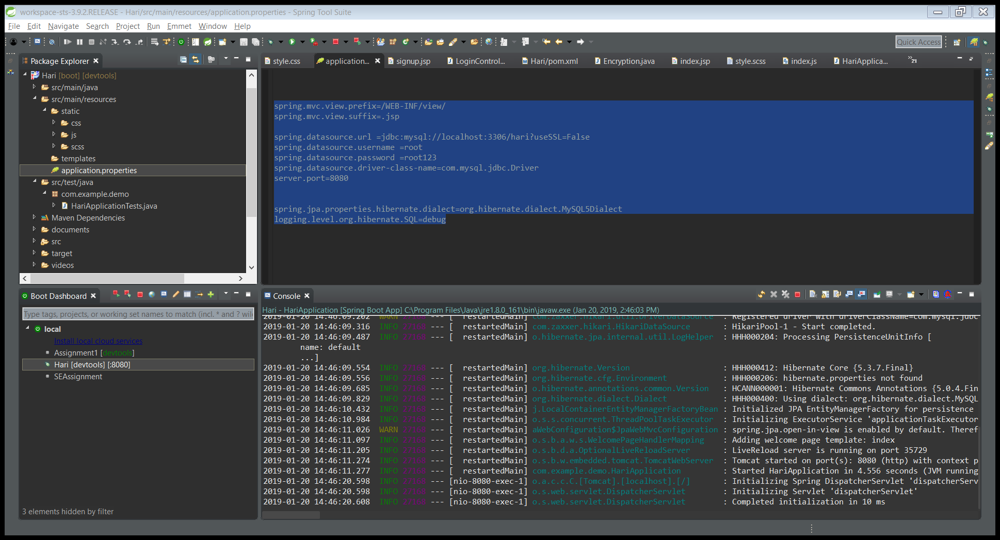 workspace-sts-3.9.2.RELEASE - Hari/src/main/resources/application.properties - Spring Tool Suite
File Edit Navigate Search Project Run Emmet Window Help
Quick Access
Package Explorer
Hari [boot] [devtools]
src/main/java
src/main/resources
static
css
js
scss
templates
application.properties
src/test/java
com.example.demo
HariApplicationTests.java
Maven Dependencies
documents
src
target
videos
style.css application... signup.jsp LoginControl... Hari/pom.xml Encryption.java index.jsp style.scss index.js HariApplica... »21
spring.mvc.view.prefix=/WEB-INF/view/
spring.mvc.view.suffix=.jsp
spring.datasource.url =jdbc:mysql://localhost:3306/hari?useSSL=False
spring.datasource.username =root
spring.datasource.password =root123
spring.datasource.driver-class-name=com.mysql.jdbc.Driver
server.port=8080
spring.jpa.properties.hibernate.dialect=org.hibernate.dialect.MySQL5Dialect
logging.level.org.hibernate.SQL=debug
Boot Dashboard
Type tags, projects, or working set names to match (incl. * and ? wil
local
Install local cloud services
Assignment1 [devtools]
Hari [devtools] [:8080]
SEAssignment
3 elements hidden by filter
Console
Hari - HariApplication [Spring Boot App] C:\Program Files\Java\jre1.8.0_161\bin\javaw.exe (Jan 20, 2019, 2:46:03 PM)
2019-01-20 14:46:09.202 WARN 27168 --- [ restartedMain] com.zaxxer.hikari.util.DriverDataSource : Registered driver with driverClassName=com.mysql.jdbc
2019-01-20 14:46:09.316 INFO 27168 --- [ restartedMain] com.zaxxer.hikari.HikariDataSource : HikariPool-1 - Start completed.
2019-01-20 14:46:09.487 INFO 27168 --- [ restartedMain] o.hibernate.jpa.internal.util.LogHelper : HHH000204: Processing PersistenceUnitInfo [
name: default
...]
2019-01-20 14:46:09.554 INFO 27168 --- [ restartedMain] org.hibernate.Version : HHH000412: Hibernate Core {5.3.7.Final}
2019-01-20 14:46:09.556 INFO 27168 --- [ restartedMain] org.hibernate.cfg.Environment : HHH000206: hibernate.properties not found
2019-01-20 14:46:09.685 INFO 27168 --- [ restartedMain] o.hibernate.annotations.common.Version : HCANN000001: Hibernate Commons Annotations {5.0.4.Fin
2019-01-20 14:46:09.829 INFO 27168 --- [ restartedMain] org.hibernate.dialect.Dialect : HHH000400: Using dialect: org.hibernate.dialect.MySQL
2019-01-20 14:46:10.432 INFO 27168 --- [ restartedMain] j.LocalContainerEntityManagerFactoryBean : Initialized JPA EntityManagerFactory for persistence
2019-01-20 14:46:10.984 INFO 27168 --- [ restartedMain] o.s.s.concurrent.ThreadPoolTaskExecutor : Initializing ExecutorService 'applicationTaskExecutor
2019-01-20 14:46:11.026 WARN 27168 --- [ restartedMain] aWebConfiguration$JpaWebMvcConfiguration : spring.jpa.open-in-view is enabled by default. Theref
2019-01-20 14:46:11.097 INFO 27168 --- [ restartedMain] o.s.b.a.w.s.WelcomePageHandlerMapping : Adding welcome page template: index
2019-01-20 14:46:11.205 INFO 27168 --- [ restartedMain] o.s.b.d.a.OptionalLiveReloadServer : LiveReload server is running on port 35729
2019-01-20 14:46:11.274 INFO 27168 --- [ restartedMain] o.s.b.w.embedded.tomcat.TomcatWebServer : Tomcat started on port(s): 8080 (http) with context p
2019-01-20 14:46:11.277 INFO 27168 --- [ restartedMain] com.example.demo.HariApplication : Started HariApplication in 4.556 seconds (JVM running
2019-01-20 14:46:20.598 INFO 27168 --- [nio-8080-exec-1] o.a.c.c.C.[Tomcat].[localhost].[/] : Initializing Spring DispatcherServlet 'dispatcherServ
2019-01-20 14:46:20.598 INFO 27168 --- [nio-8080-exec-1] o.s.web.servlet.DispatcherServlet : Initializing Servlet 'dispatcherServlet'
2019-01-20 14:46:20.608 INFO 27168 --- [nio-8080-exec-1] o.s.web.servlet.DispatcherServlet : Completed initialization in 10 ms